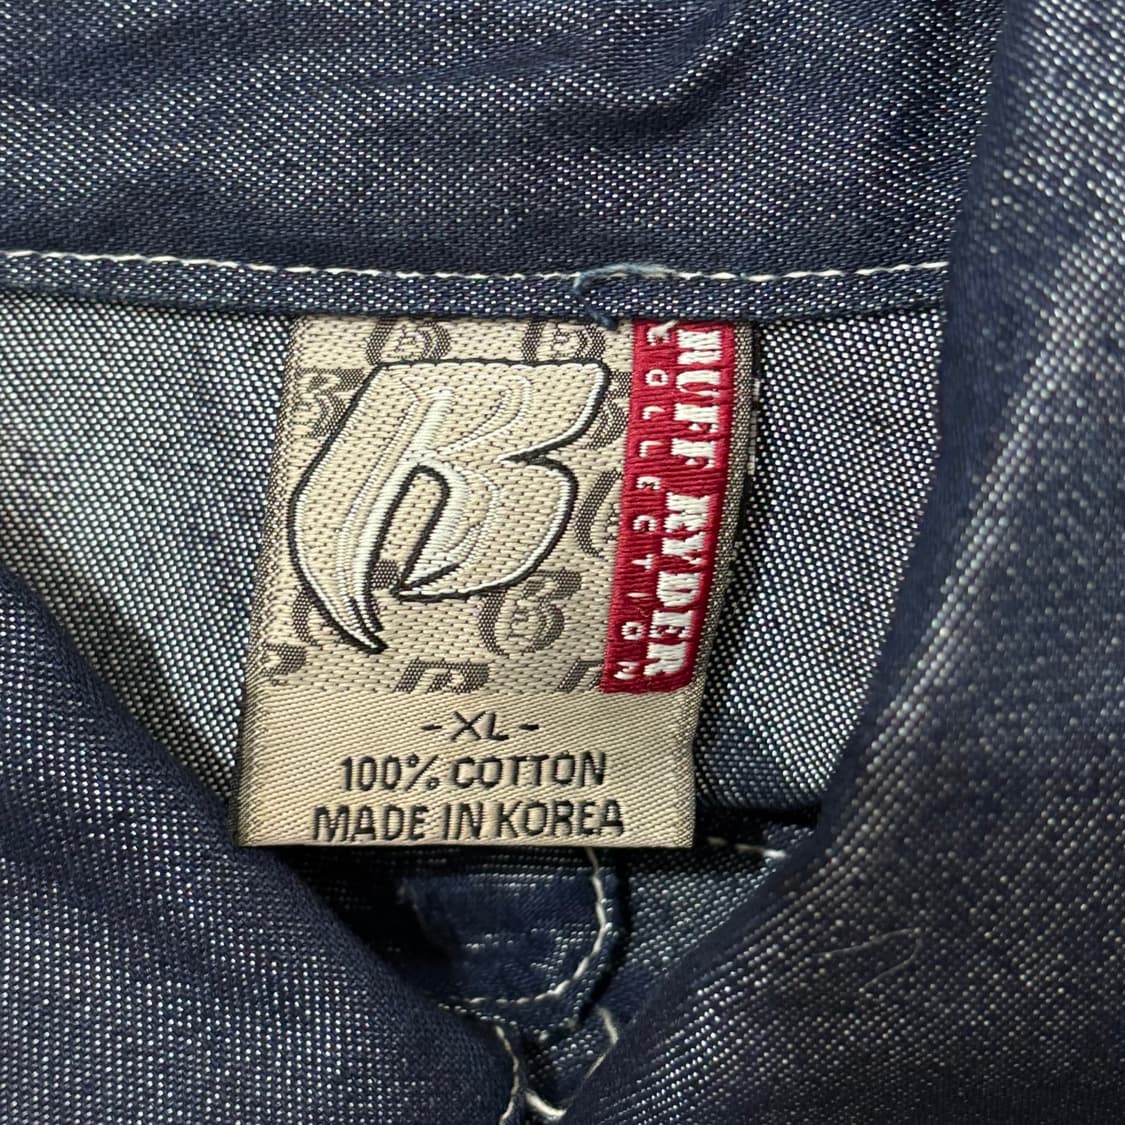 RUFF RYDER
COLLECTION
-XL-
100% COTTON
MADE IN KOREA